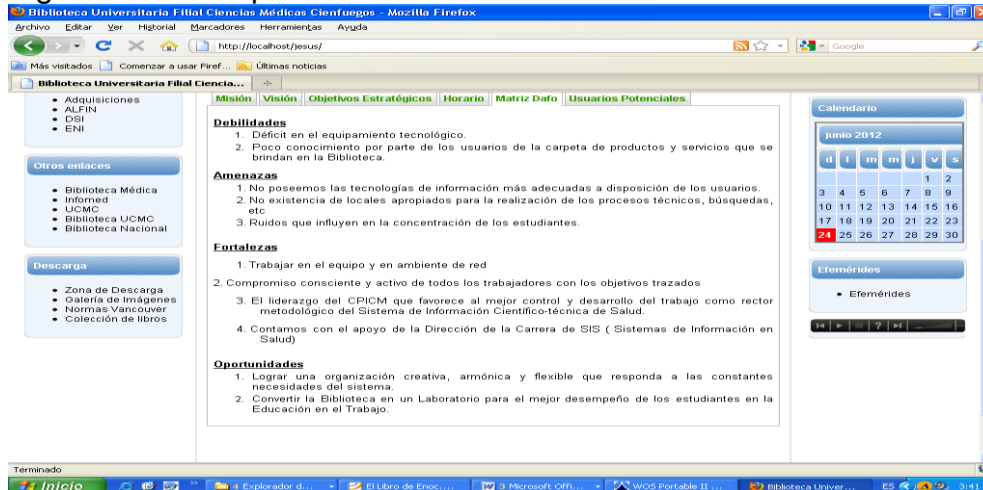 Biblioteca Universitaria Filial Ciencias Médicas Cienfuegos - Mozilla Firefox
Archivo Editar Ver Historial Marcadores Herramientas Ayuda
http://localhost/jesus/
Google
Más visitados Comenzar a usar Firef... Últimas noticias
Biblioteca Universitaria Filial Ciencia...
Adquisiciones
ALFIN
DSI
ENI
Otros enlaces
Biblioteca Médica
Infomed
UCMC
Biblioteca UCMC
Biblioteca Nacional
Descarga
Zona de Descarga
Galería de Imágenes
Normas Vancouver
Colección de libros
Misión Visión Objetivos Estratégicos Horario Matriz Dafo Usuarios Potenciales
Debilidades
1. Déficit en el equipamiento tecnológico.
2. Poco conocimiento por parte de los usuarios de la carpeta de productos y servicios que se
brindan en la Biblioteca.
Amenazas
1. No poseemos las tecnologías de información más adecuadas a disposición de los usuarios.
2. No existencia de locales apropiados para la realización de los procesos técnicos, búsquedas,
etc
3. Ruidos que influyen en la concentración de los estudiantes.
Fortalezas
1. Trabajar en el equipo y en ambiente de red
2. Compromiso consciente y activo de todos los trabajadores con los objetivos trazados
3. El liderazgo del CPICM que favorece al mejor control y desarrollo del trabajo como rector
metodológico del Sistema de Información Científico-técnica de Salud.
4. Contamos con el apoyo de la Dirección de la Carrera de SIS ( Sistemas de Información en
Salud)
Oportunidades
1. Lograr una organización creativa, armónica y flexible que responda a las constantes
necesidades del sistema.
2. Convertir la Biblioteca en un Laboratorio para el mejor desempeño de los estudiantes en la
Educación en el Trabajo.
Calendario
junio 2012
d l m m j v s
1 2
3 4 5 6 7 8 9
10 11 12 13 14 15 16
17 18 19 20 21 22 23
24 25 26 27 28 29 30
Efemérides
Efemérides
Terminado
Inicio 4 Explorador d... El Libro de Enoc.... 3 Microsoft Offi... WOS Portable II ... Biblioteca Univer... ES 3:41